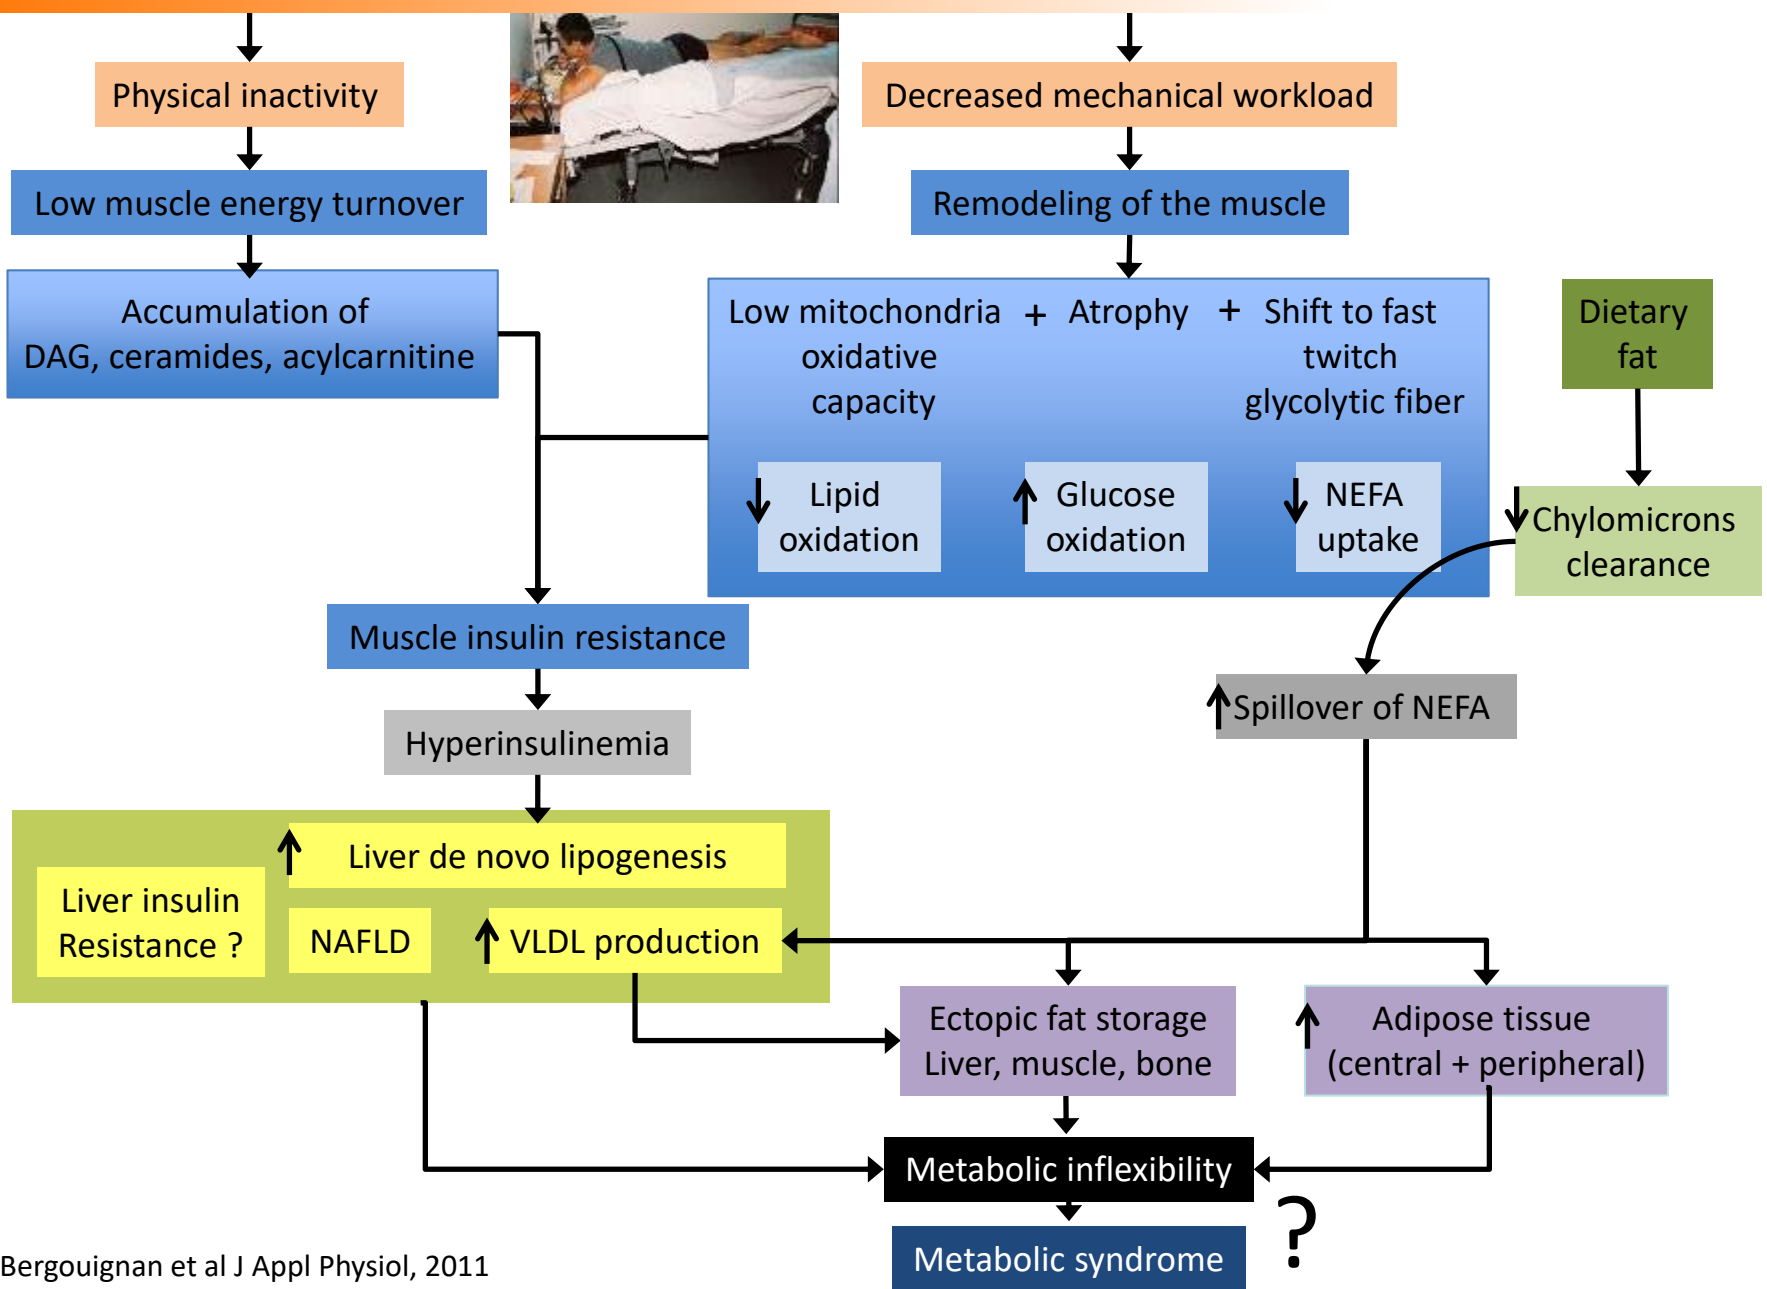 Physical inactivity
Decreased mechanical workload
Low muscle energy turnover
Remodeling of the muscle
Accumulation of
DAG, ceramides, acylcarnitine
Low mitochondria
oxidative
capacity
+
Atrophy
+
Shift to fast
twitch
glycolytic fiber
Dietary
fat
Lipid
oxidation
Glucose
oxidation
NEFA
uptake
Chylomicrons
clearance
Muscle insulin resistance
Spillover of NEFA
Hyperinsulinemia
Liver de novo lipogenesis
Liver insulin
Resistance ?
NAFLD
VLDL production
Ectopic fat storage
Liver, muscle, bone
Adipose tissue
(central + peripheral)
Metabolic inflexibility
?
Metabolic syndrome
Bergouignan et al J Appl Physiol, 2011